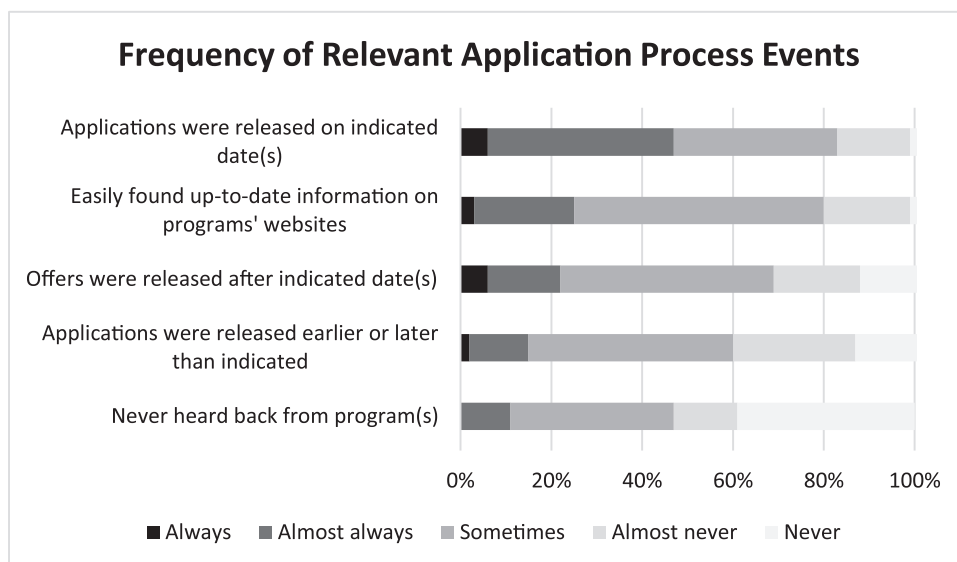 Frequency of Relevant Application Process Events
Applications were released on indicated
date(s)
Easily found up-to-date information on
programs' websites
Offers were released after indicated date(s)
Applications were released earlier or later
than indicated
Never heard back from program(s)
0% 20% 40% 60% 80% 100%
Always Almost always Sometimes Almost never Never